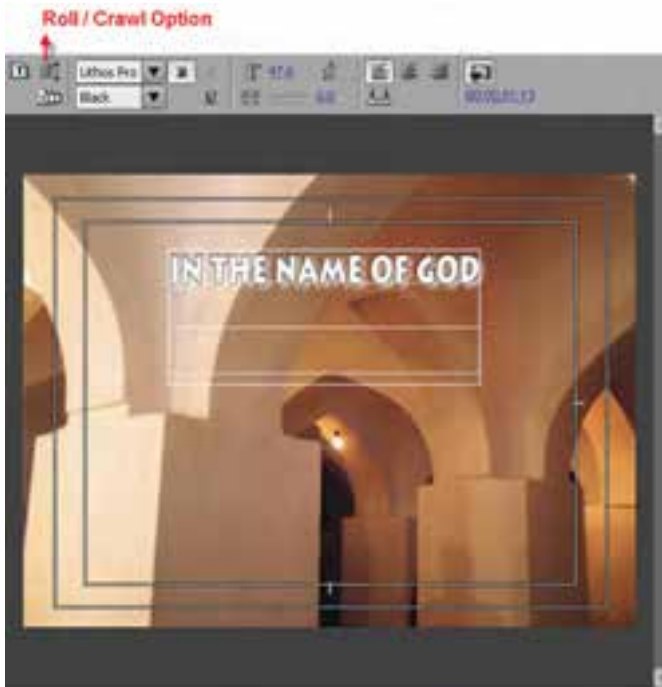 Roll / Crawl Option
Lithos Pro
Black
IN THE NAME OF GOD